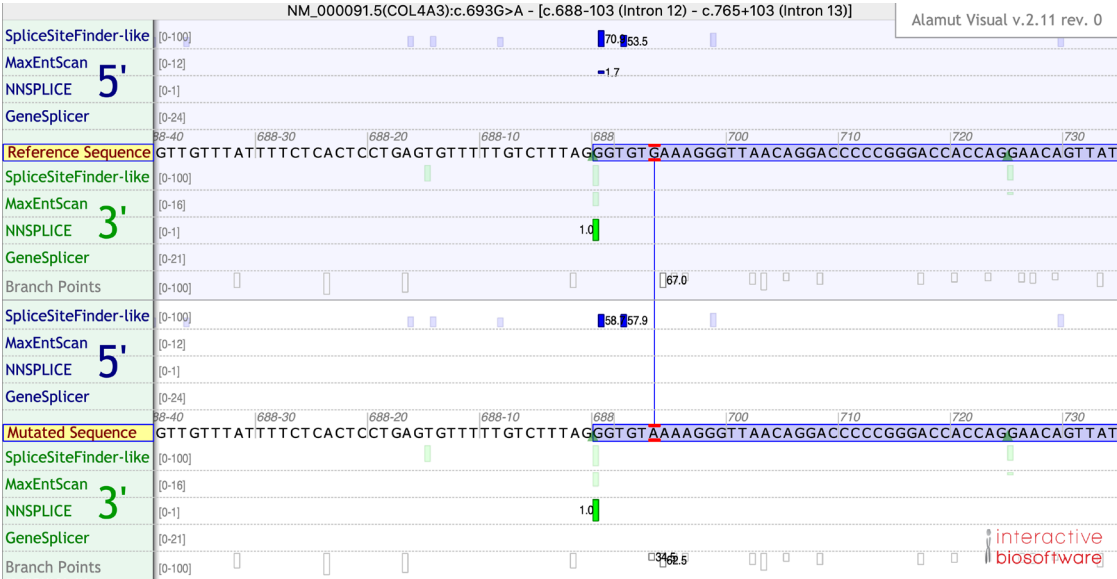 NM_000091.5(COL4A3):c.693G>A - [c.688-103 (Intron 12) - c.765+103 (Intron 13)]
Alamut Visual v.2.11 rev. 0
5'
SpliceSiteFinder-like [0-100] 53.5
MaxEntScan [0-12] 1.7
NNSPLICE [0-1]
GeneSplicer [0-24]
688-30 688-20 688-10 688 700 710 720 730
Reference Sequence GTTGTTTATTTTCTCACTCCTGAGTGTTTTTGTCTTTAGGGTGTGAAAGGGTTAACAGGACCCCCGGGACCACCAGGAACAGTTAT
3'
SpliceSiteFinder-like [0-100]
MaxEntScan [0-16]
NNSPLICE [0-1] 1.0
GeneSplicer [0-21]
Branch Points [0-100] 67.0
5'
SpliceSiteFinder-like [0-100] 57.9
MaxEntScan [0-12]
NNSPLICE [0-1]
GeneSplicer [0-24]
688-30 688-20 688-10 688 700 710 720 730
Mutated Sequence GTTGTTTATTTTCTCACTCCTGAGTGTTTTTGTCTTTAGGGTGTAAAAGGGTTAACAGGACCCCCGGGACCACCAGGAACAGTTAT
3'
SpliceSiteFinder-like [0-100]
MaxEntScan [0-16]
NNSPLICE [0-1] 1.0
GeneSplicer [0-21]
Branch Points [0-100] 62.5
interactive
biosoftware